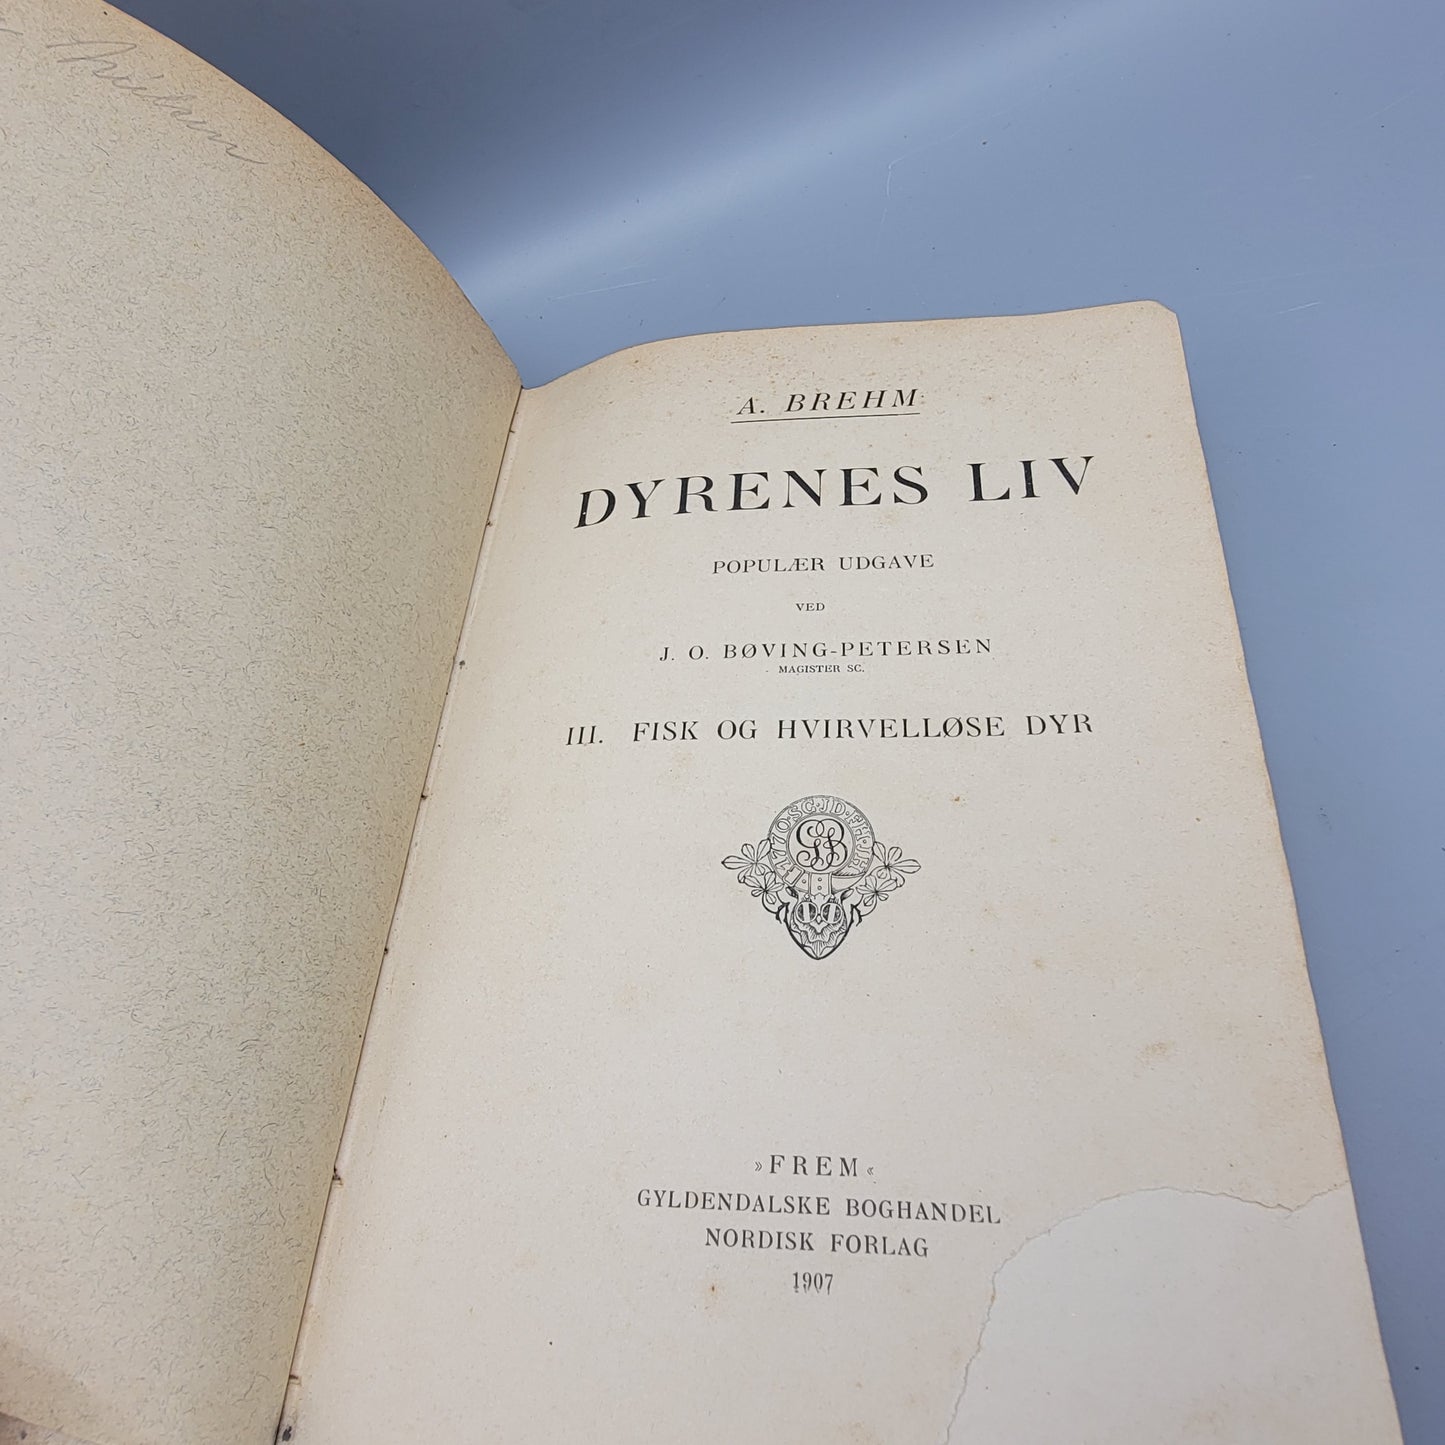 A. BREHM
DYRENES LIV
POPULÆR UDGAVE
VED
J. O. BØVING-PETERSEN
MAGISTER SC.
III. FISK OG HVIRVELLØSE DYR
»FREM«
GYLDENDALSKE BOGHANDEL
NORDISK FORLAG
1907